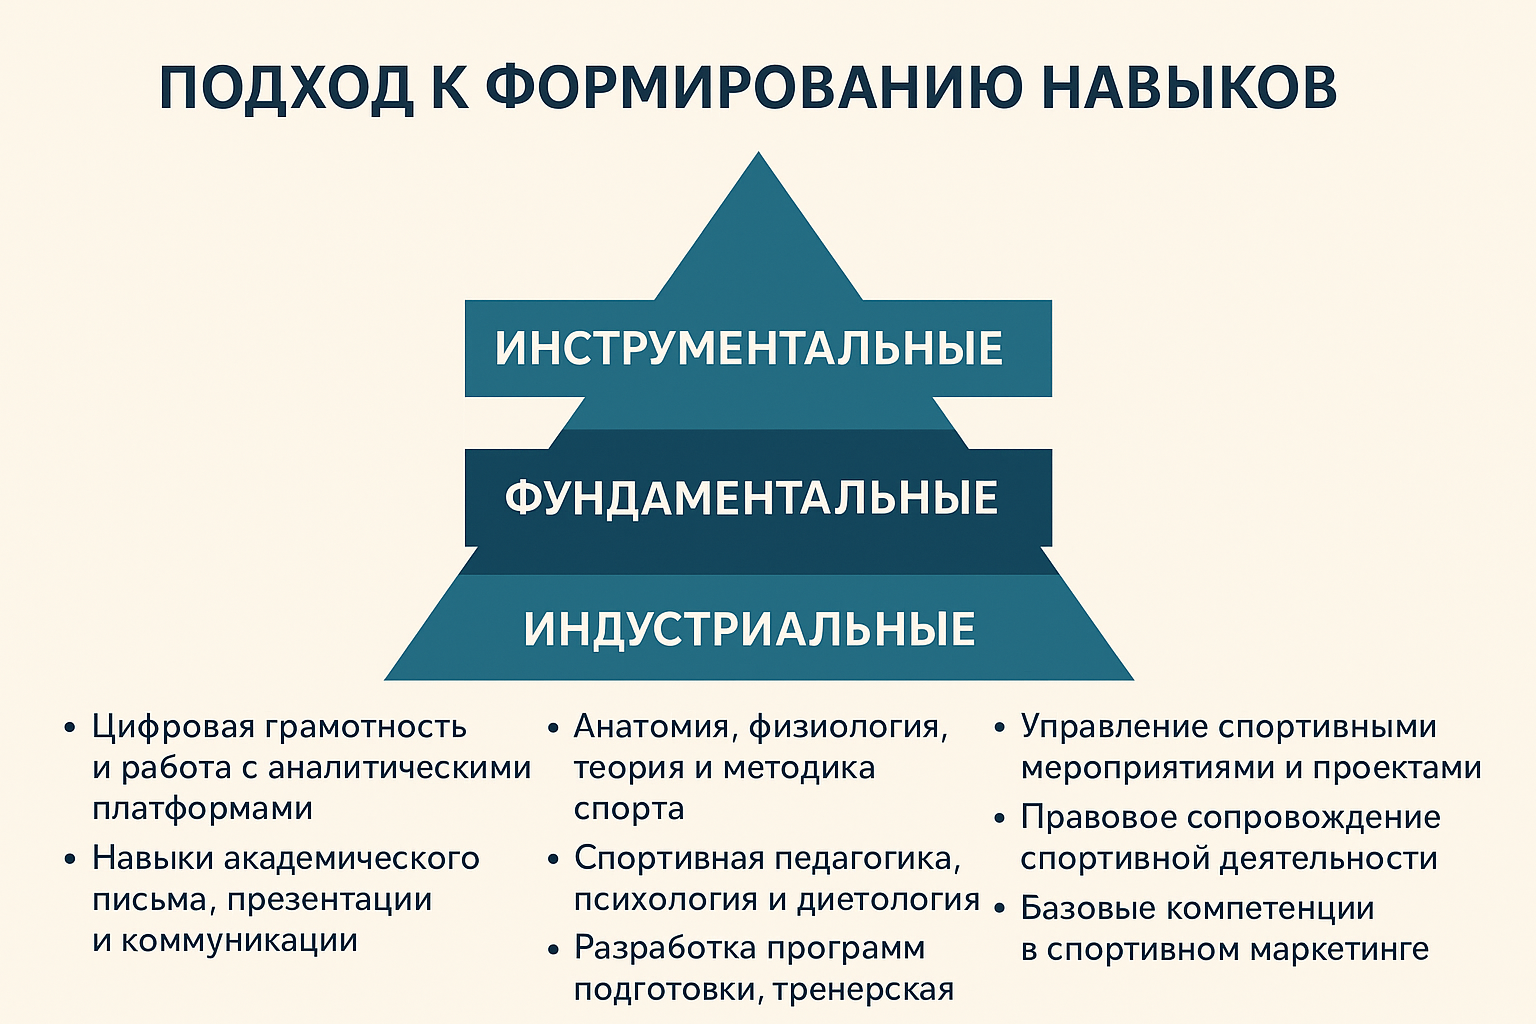 ПОДХОД К ФОРМИРОВАНИЮ НАВЫКОВ
ИНСТРУМЕНТАЛЬНЫЕ
ФУНДАМЕНТАЛЬНЫЕ
ИНДУСТРИАЛЬНЫЕ
• Цифровая грамотность
и работа с аналитическими
платформами
• Навыки академического
письма, презентации
и коммуникации
• Анатомия, физиология,
теория и методика
спорта
• Спортивная педагогика,
психология и диетология
• Разработка программ
подготовки, тренерская
• Управление спортивными
мероприятиями и проектами
• Правовое сопровождение
спортивной деятельности
• Базовые компетенции
в спортивном маркетинге